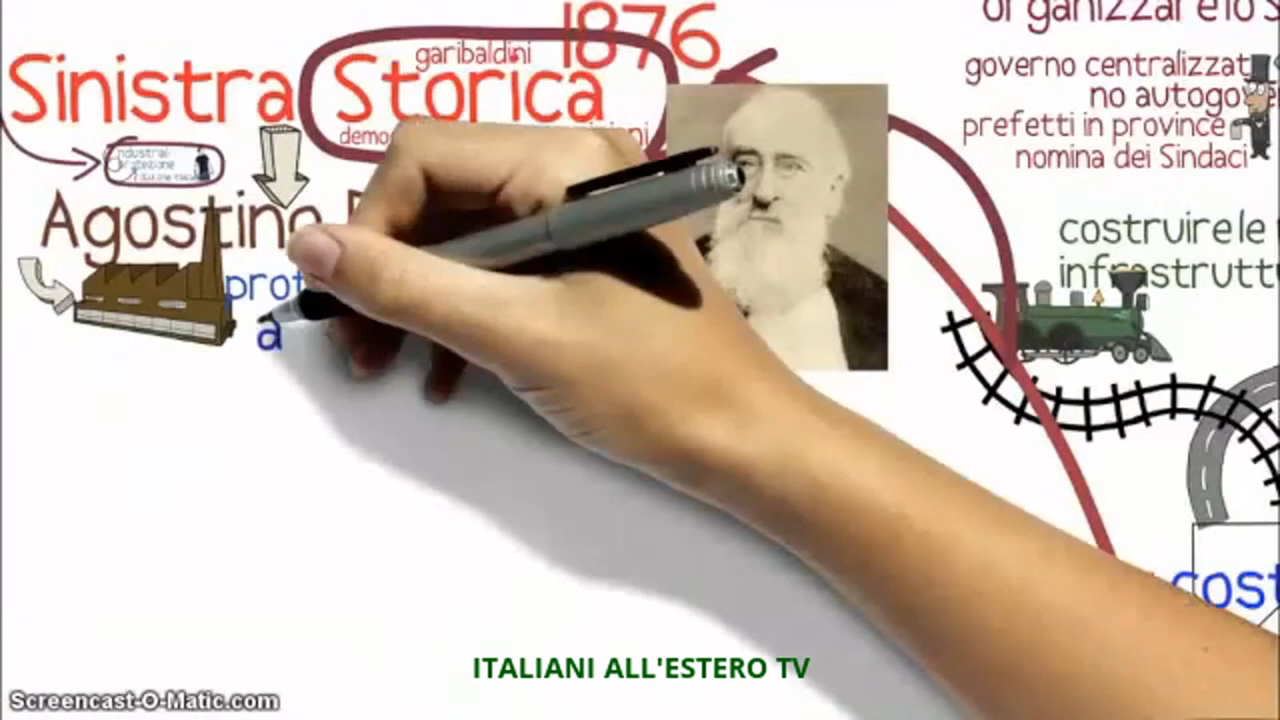 1876
garibaldini
Sinistra Storica
Agostino
prot
a
governo centralizzat
no autogo
prefetti in province
nomina dei Sindaci
costruire le
infrastrutt
cost
ITALIANI ALL'ESTERO TV
Screencast-O-Matic.com